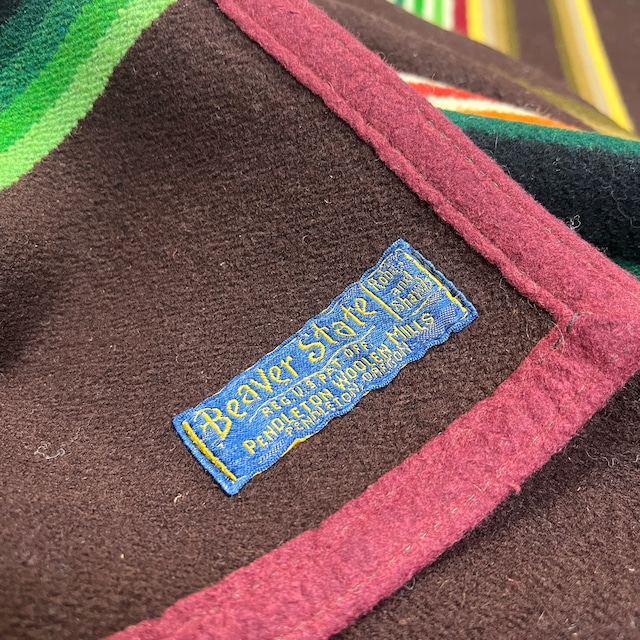 Beaver State
Robes
and
Shawls
REG. U.S. PAT. OFF.
PENDLETON WOOLEN MILLS
PENDLETON, OREGON